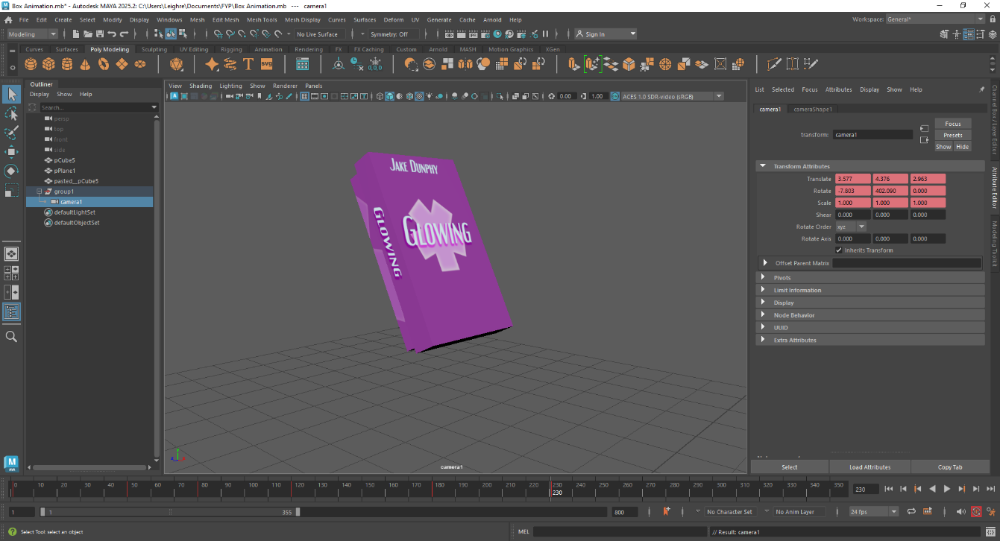 Box Animation.mb* - Autodesk MAYA 2025.2: C:\Users\Leighre\Documents\FYP\Box Animation.mb --- camera1
File Edit Create Select Modify Display Windows Mesh Edit Mesh Mesh Tools Mesh Display Curves Surfaces Deform UV Generate Cache Arnold Help
Workspace: General*
Modeling No Live Surface Symmetry: Off Sign In
Curves Surfaces Poly Modeling Sculpting UV Editing Rigging Animation Rendering FX FX Caching Custom Arnold MASH Motion Graphics XGen
SVG
Outliner
Display Show Help
Search...
persp
top
front
side
pCube5
pPlane1
pasted__pCube5
group1
camera1
defaultLightSet
defaultObjectSet
View Shading Lighting Show Renderer Panels
0.00 1.00 ACES 1.0 SDR-video (sRGB)
JAKE DUNPHY
GLOWING
GLOWING
camera1
List Selected Focus Attributes Display Show Help
camera1 cameraShape1
transform: camera1
Focus
Presets
Show Hide
Transform Attributes
Translate 3.577 4.376 2.963
Rotate -7.803 402.090 0.000
Scale 1.000 1.000 1.000
Shear 0.000 0.000 0.000
Rotate Order xyz
Rotate Axis 0.000 0.000 0.000
Inherits Transform
Offset Parent Matrix
Pivots
Limit Information
Display
Node Behavior
UUID
Extra Attributes
Select Load Attributes Copy Tab
Channel Box / Layer Editor
Attribute Editor
Modeling Toolkit
0 10 20 30 40 50 60 70 80 90 100 110 120 130 140 150 160 170 180 190 200 210 220 230 240 250 260 270 280 290 300 310 320 330 340 350
230
230
1 1 355 800 No Character Set No Anim Layer 24 fps
Select Tool: select an object
MEL
// Result: camera1